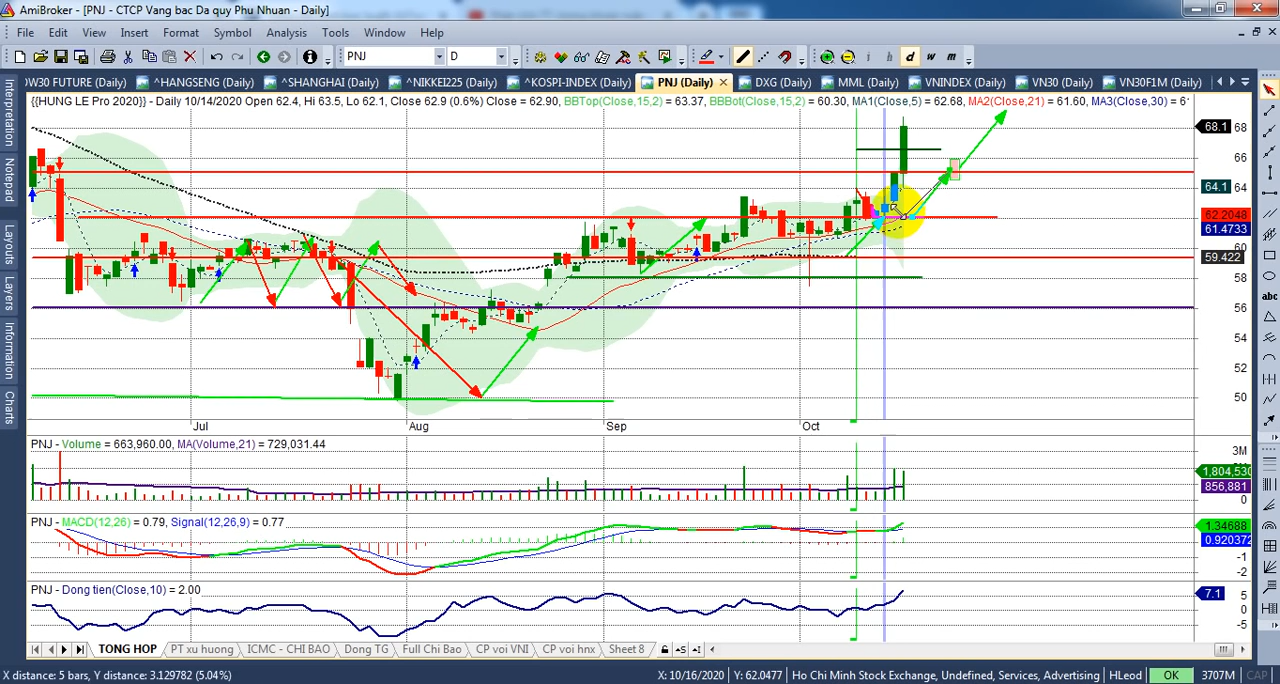 AmiBroker - [PNJ - CTCP Vang bac Da quy Phu Nhuan - Daily]
File Edit View Insert Format Symbol Analysis Tools Window Help
PNJ D d w m
W30 FUTURE (Daily) ^HANGSENG (Daily) ^SHANGHAI (Daily) ^NIKKEI225 (Daily) ^KOSPI-INDEX (Daily) PNJ (Daily) DXG (Daily) MML (Daily) VNINDEX (Daily) VN30 (Daily) VN30F1M (Daily)
{{HUNG LE Pro 2020}} - Daily 10/14/2020 Open 62.4, Hi 63.5, Lo 62.1, Close 62.9 (0.6%) Close = 62.90, BBTop(Close,15,2) = 63.37, BBBot(Close,15,2) = 60.30, MA1(Close,5) = 62.68, MA2(Close,21) = 61.60, MA3(Close,30) = 6
Interpretation
Notepad
Layers
Layouts
Information
Charts
68.1 68
66
64.1 64
62.2048
61.4733
60
59.422
58
56
54
52
50
Jul Aug Sep Oct
PNJ - Volume = 663,960.00, MA(Volume,21) = 729,031.44
3M
1,804,530
856,881
0
PNJ - MACD(12,26) = 0.79, Signal(12,26,9) = 0.77
1.34688
0.920372
-1
-2
PNJ - Dong tien(Close,10) = 2.00
7.1 5
0
-5
TONG HOP PT xu huong ICMC - CHI BAO Dong TG Full Chi Bao CP voi VNI CP voi hnx Sheet 8
X distance: 5 bars, Y distance: 3.129782 (5.04%) X: 10/16/2020 Y: 62.0477 Ho Chi Minh Stock Exchange, Undefined, Services, Advertising HLeod OK 3707M CAP
abc